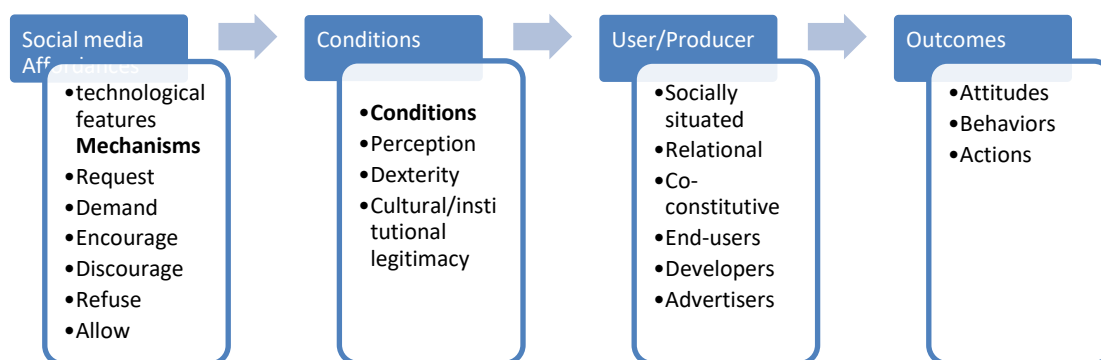 Social media
Affordances
•technological
features
Mechanisms
•Request
•Demand
•Encourage
•Discourage
•Refuse
•Allow
Conditions
•Conditions
•Perception
•Dexterity
•Cultural/insti
tutional
legitimacy
User/Producer
•Socially
situated
•Relational
•Co-
constitutive
•End-users
•Developers
•Advertisers
Outcomes
•Attitudes
•Behaviors
•Actions